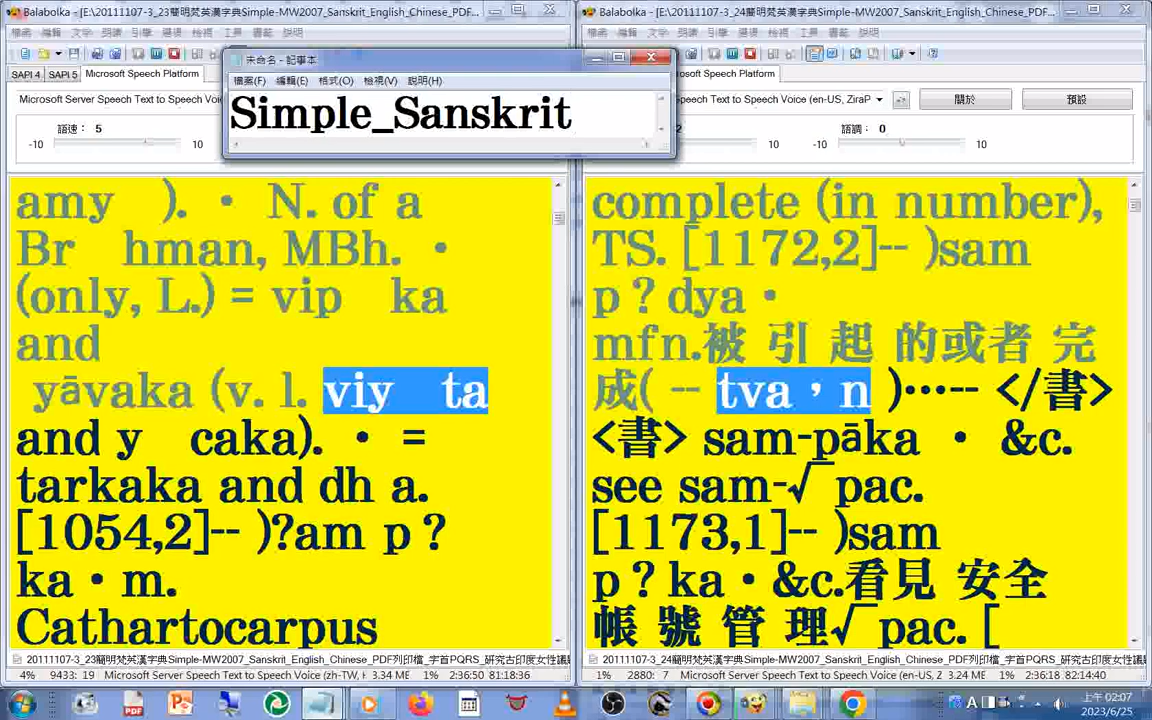 Balabolka - [E:\20111107-3_23簡明梵英漢字典Simple-MW2007_Sanskrit_English_Chinese_PDF...
Balabolka - [E:\20111107-3_24簡明梵英漢字典Simple-MW2007_Sanskrit_English_Chinese_PDF...
未命名 - 記事本
檔案(F) 編輯(E) 格式(O) 檢視(V) 說明(H)
Simple_Sanskrit
SAPI 4 SAPI 5 Microsoft Speech Platform
Microsoft Server Speech Text to Speech Voi
語速： 5
-10 10
osoft Speech Platform
Speech Text to Speech Voice (en-US, ZiraP
關於 預設
2 語調： 0
10 -10 10
amy ). • N. of a
Br hman, MBh. •
(only, L.) = vip ka
and
yāvaka (v. l. viy ta
and y caka). • =
tarkaka and dh a.
[1054,2]-- )?am p ?
ka • m.
Cathartocarpus
complete (in number),
TS. [1172,2]-- )sam
p ? dya •
mfn.被 引 起 的或者 完
成( -- tva，n )…-- </書>
<書> sam-pāka • &c.
see sam-√ pac.
[1173,1]-- )sam
p ? ka • &c.看見 安全
帳 號 管 理√ pac. [
20111107-3_23簡明梵英漢字典Simple-MW2007_Sanskrit_English_Chinese_PDF列印檔_字首PQRS_研究古印度女性議
4% 9433: 19 Microsoft Server Speech Text to Speech Voice (zh-TW, H 3.34 ME 1% 2:36:50 81:18:36
20111107-3_24簡明梵英漢字典Simple-MW2007_Sanskrit_English_Chinese_PDF列印檔_字首PQRS_研究古印度女性議
1% 2880: 7 Microsoft Server Speech Text to Speech Voice (en-US, Z 3.24 ME 1% 2:36:18 82:14:40
上午 02:07
2023/6/25